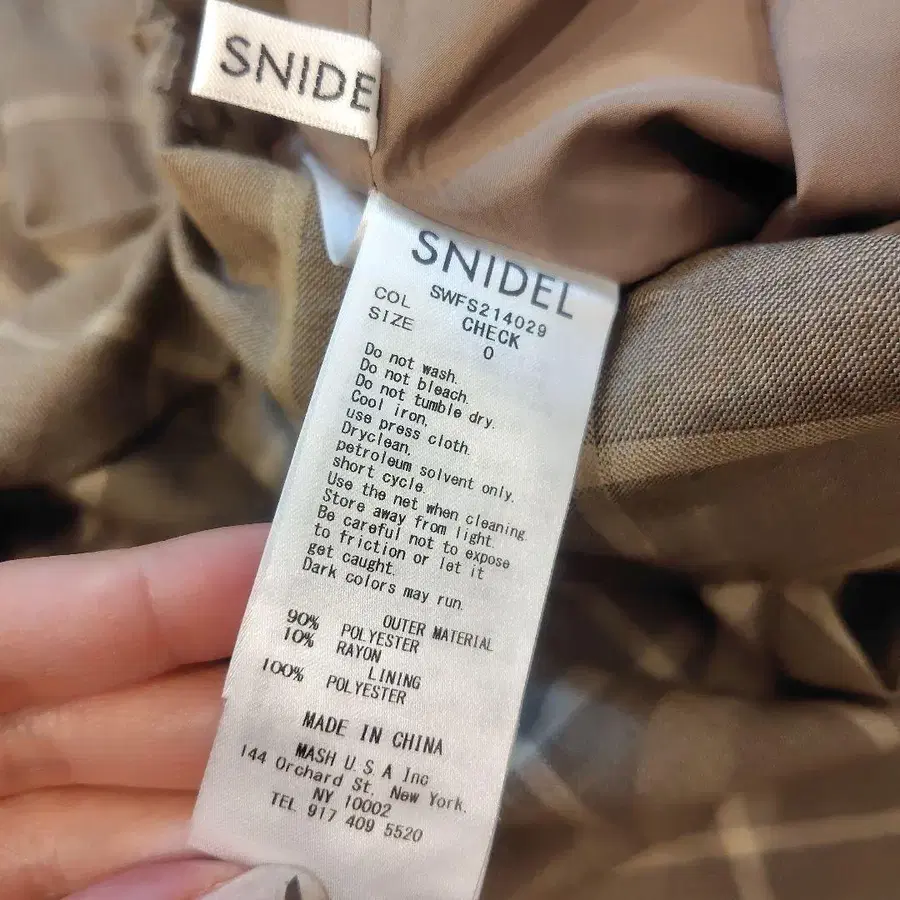 SNIDE
SNIDEL
SWFS214029
COL CHECK
SIZE 0
Do not wash.
Do not bleach.
Do not tumble dry.
Cool iron,
use press cloth.
Dryclean,
petroleum solvent only,
short cycle.
Use the net when cleaning.
Store away from light.
Be careful not to expose
to friction or let it
get caught.
Dark colors may run.
OUTER MATERIAL
90% POLYESTER
10% RAYON
LINING
100% POLYESTER
MADE IN CHINA
MASH U.S.A Inc
144 Orchard St, New York,
NY 10002
TEL 917 409 5520